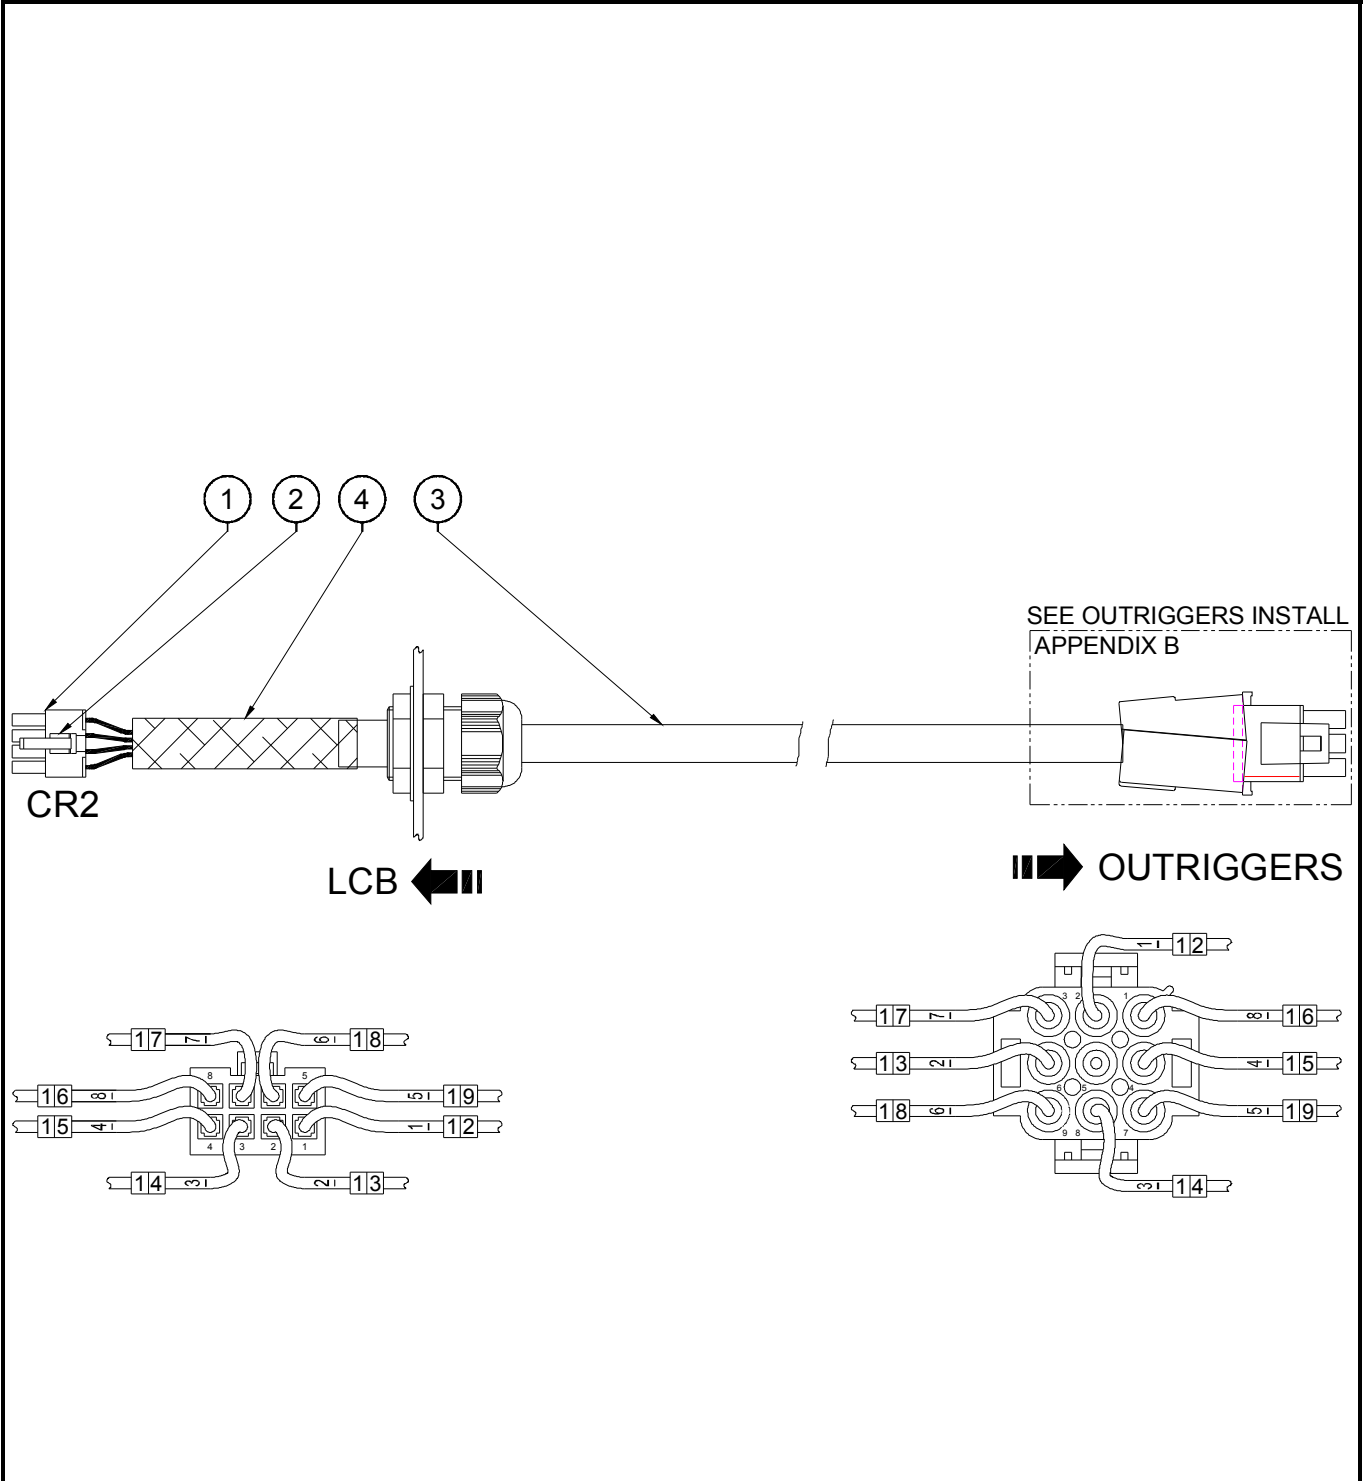 1 2 4 3
SEE OUTRIGGERS INSTALL
APPENDIX B
CR2
LCB
OUTRIGGERS
1 12
3 2 1
17 7 8 16
13 2 4 15
6 5 4
18 6 5 19
9 8 7
3 14
17 7 6 18
8 5
16 8 5 19
15 4 1 12
4 3 2 1
14 3 2 13